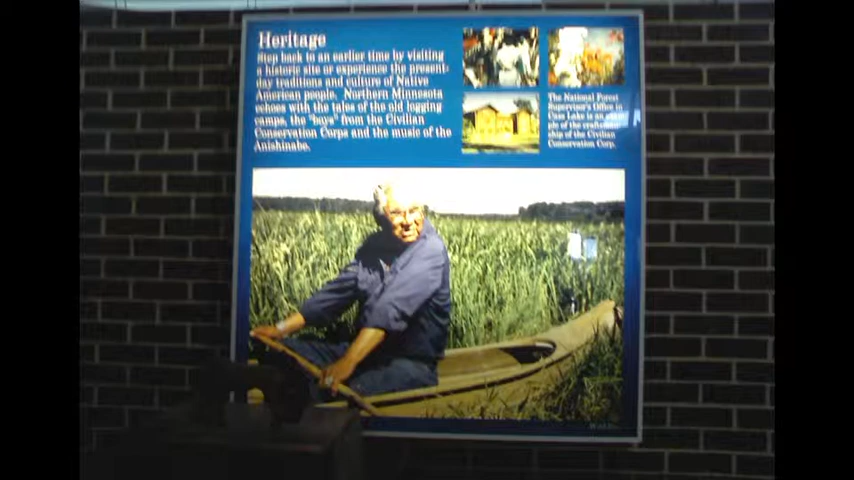 Heritage
Step back to an earlier time by visiting
a historic site or experience the present-
day traditions and culture of Native
American people. Northern Minnesota
echoes with the tales of the old logging
camps, the "boys" from the Civilian
Conservation Corps and the music of the
Anishinabe.
The National Forest
Supervisor's Office in
Cass Lake is an exam-
ple of the craftsman-
ship of the Civilian
Conservation Corp.